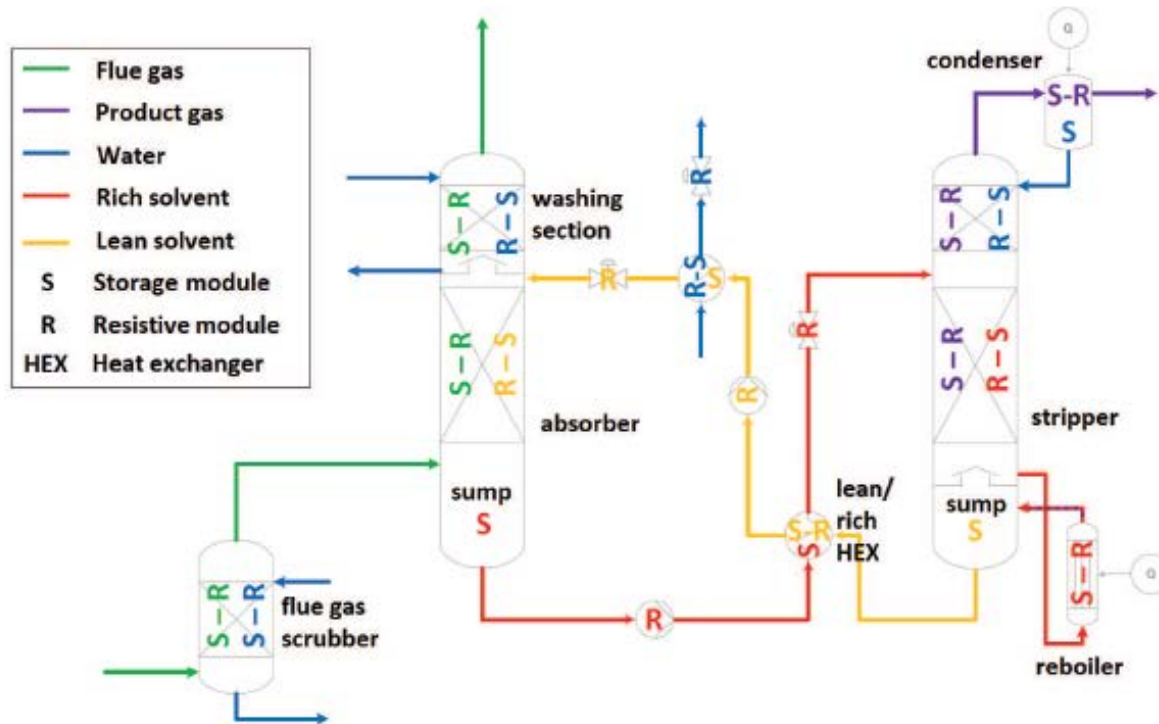 Flue gas
Product gas
Water
Rich solvent
Lean solvent
S Storage module
R Resistive module
HEX Heat exchanger
Q
condenser
S-R
S
S-R
R-S
washing
section
R
R-S
S
R
S-R
R-S
R
S-R
R-S
absorber
R
S-R
R-S
stripper
sump
S
S-R
S
lean/
rich
HEX
sump
S
S-R
Q
reboiler
S-R
S-R
flue gas
scrubber
R